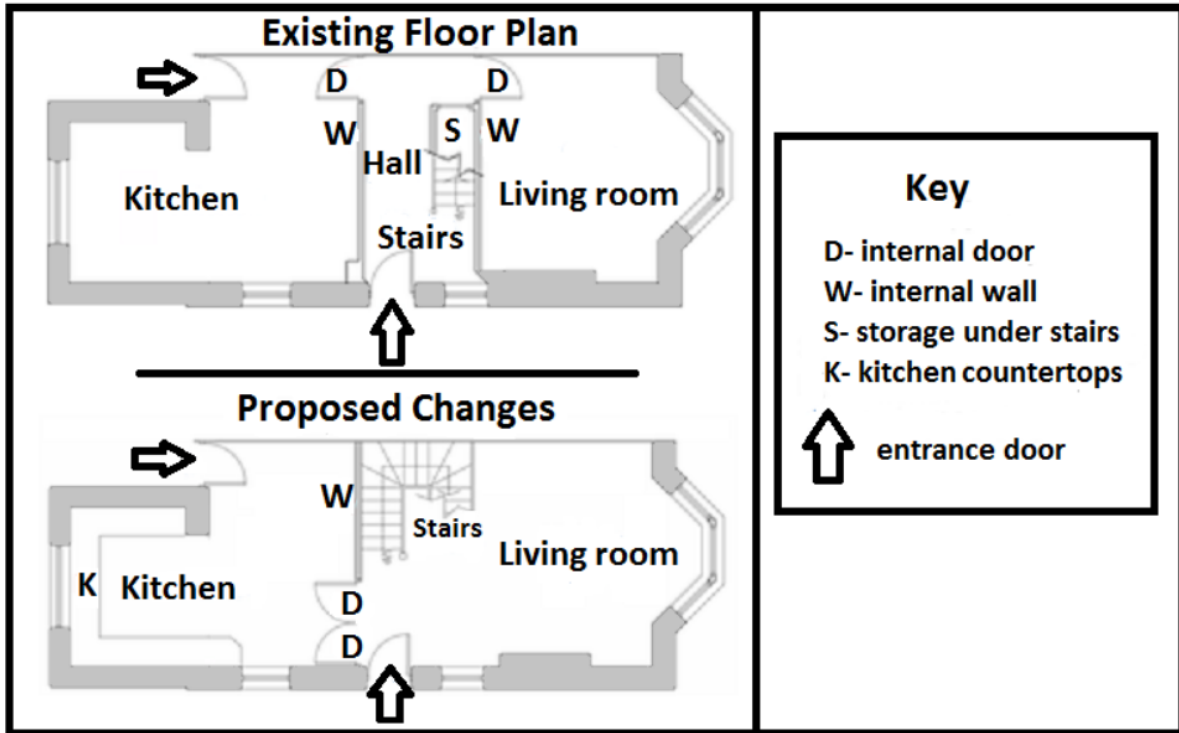 Existing Floor Plan
D
D
W
S
W
Hall
Kitchen
Living room
Stairs
Proposed Changes
W
Stairs
Living room
K
Kitchen
D
D
Key
D- internal door
W- internal wall
S- storage under stairs
K- kitchen countertops
entrance door